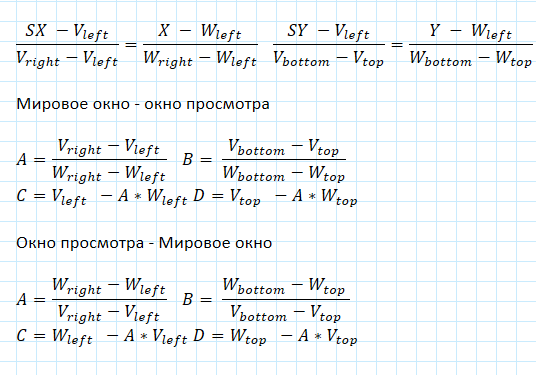 \frac{SX - V_{left}}{V_{right} - V_{left}} = \frac{X - W_{left}}{W_{right} - W_{left}} \quad \frac{SY - V_{left}}{V_{bottom} - V_{top}} = \frac{Y - W_{left}}{W_{bottom} - W_{top}}
Мировое окно - окно просмотра
A = \frac{V_{right} - V_{left}}{W_{right} - W_{left}} \quad B = \frac{V_{bottom} - V_{top}}{W_{bottom} - W_{top}}
C = V_{left} - A * W_{left} D = V_{top} - A * W_{top}
Окно просмотра - Мировое окно
A = \frac{W_{right} - W_{left}}{V_{right} - V_{left}} \quad B = \frac{W_{bottom} - W_{top}}{V_{bottom} - V_{top}}
C = W_{left} - A * V_{left} D = W_{top} - A * V_{top}